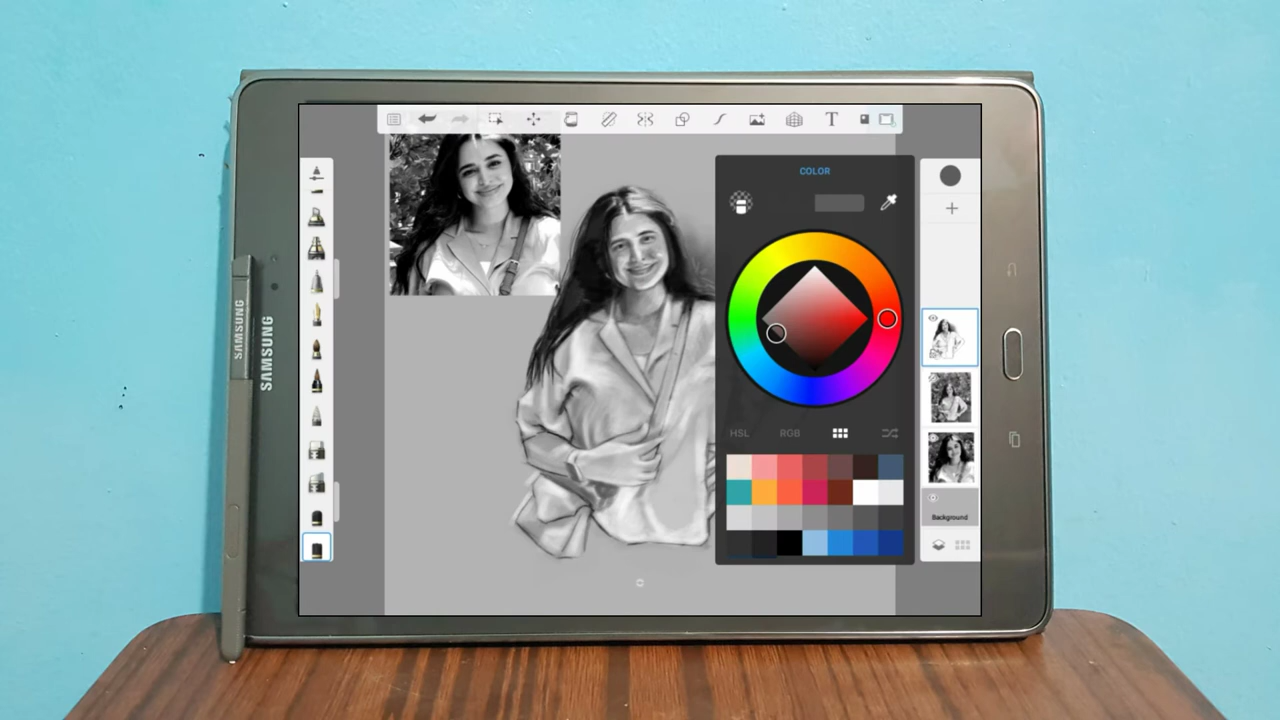 T
COLOR
HSL RGB
Background
SAMSUNG
SAMSUNG